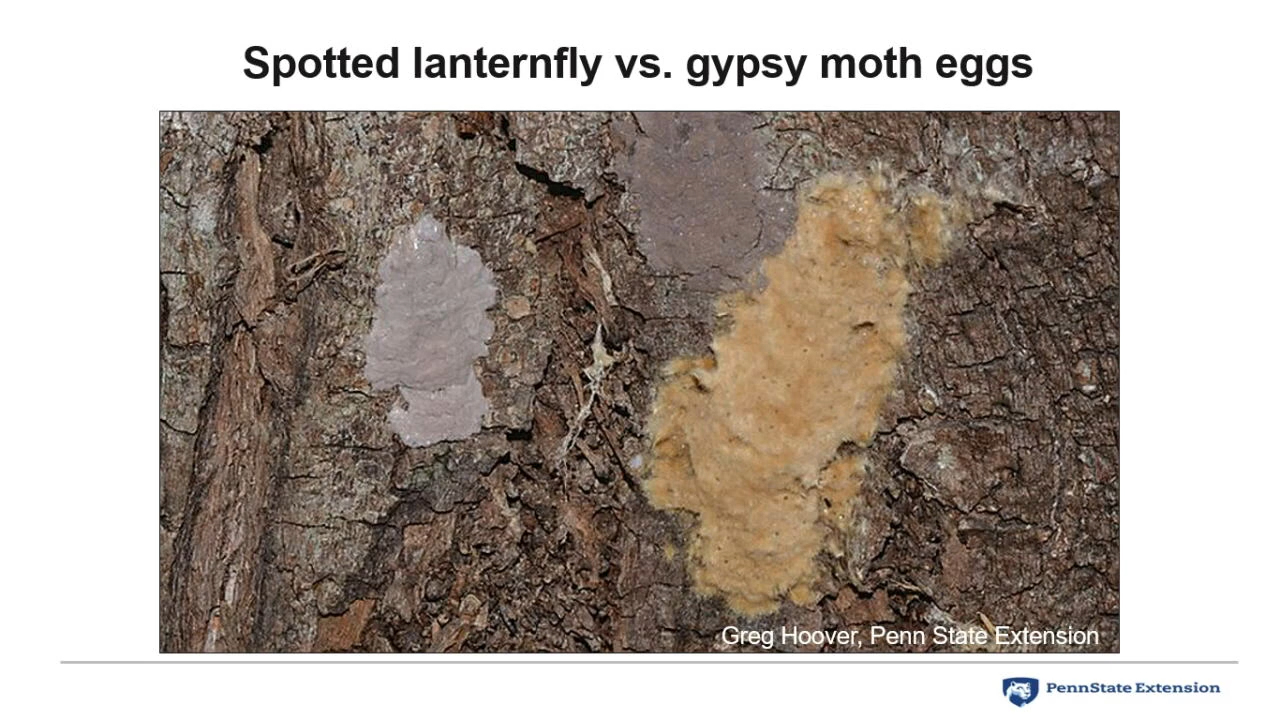 Spotted lanternfly vs. gypsy moth eggs
Greg Hoover, Penn State Extension
PennState Extension